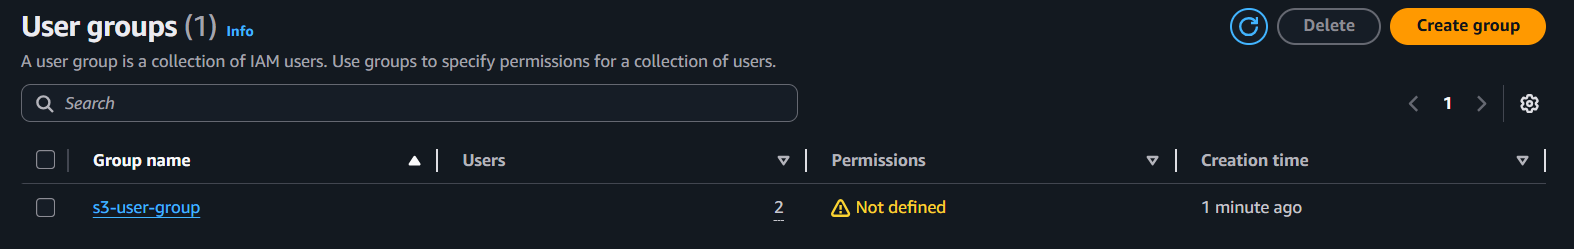 User groups (1) Info
Delete
Create group
A user group is a collection of IAM users. Use groups to specify permissions for a collection of users.
Search
1
Group name Users Permissions Creation time
s3-user-group 2 Not defined 1 minute ago